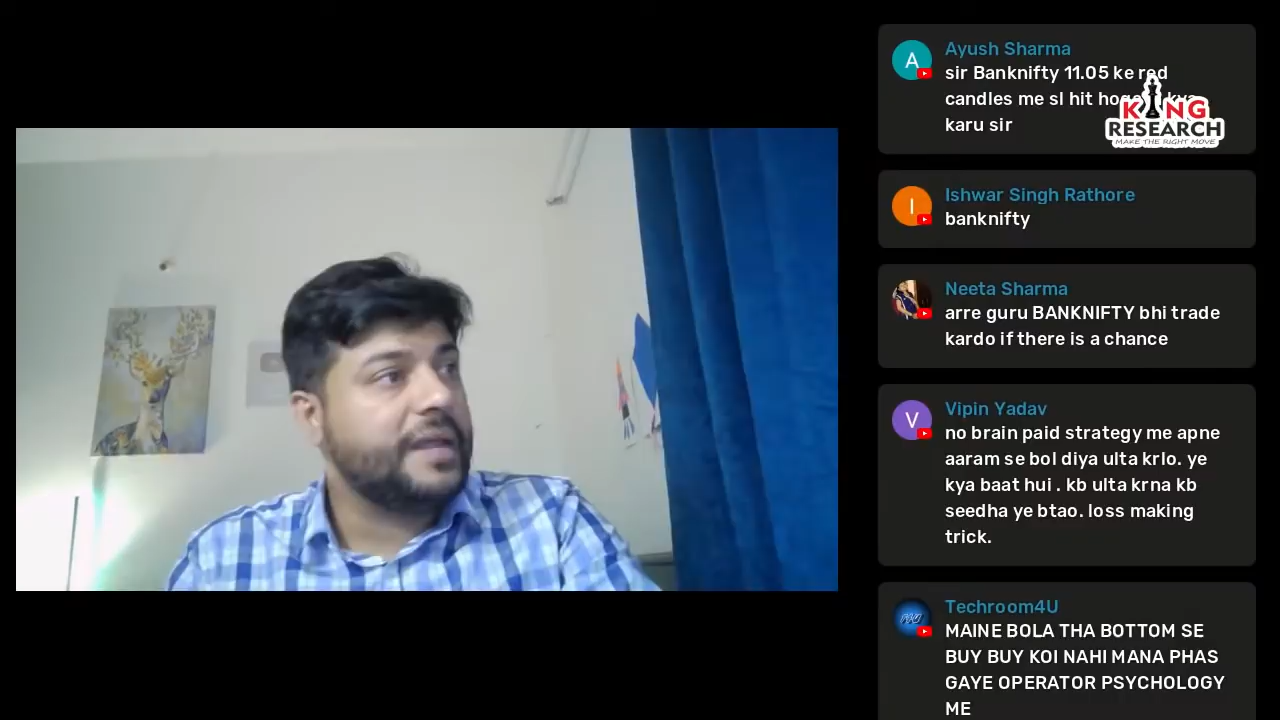 Ayush Sharma
sir Banknifty 11.05 ke red
candles me sl hit
karu sir
KING
RESEARCH
MAKE THE RIGHT MOVE
Ishwar Singh Rathore
banknifty
Neeta Sharma
arre guru BANKNIFTY bhi trade
kardo if there is a chance
Vipin Yadav
no brain paid strategy me apne
aaram se bol diya ulta krlo. ye
kya baat hui . kb ulta krna kb
seedha ye btao. loss making
trick.
Techroom4U
MAINE BOLA THA BOTTOM SE
BUY BUY KOI NAHI MANA PHAS
GAYE OPERATOR PSYCHOLOGY
ME